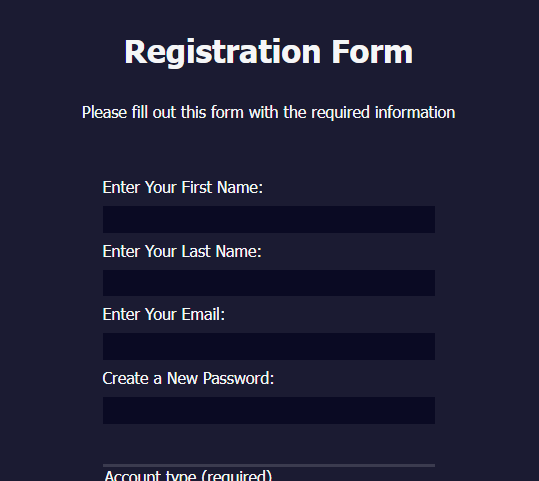 Registration Form
Please fill out this form with the required information
Enter Your First Name:
Enter Your Last Name:
Enter Your Email:
Create a New Password:
Account type (required)